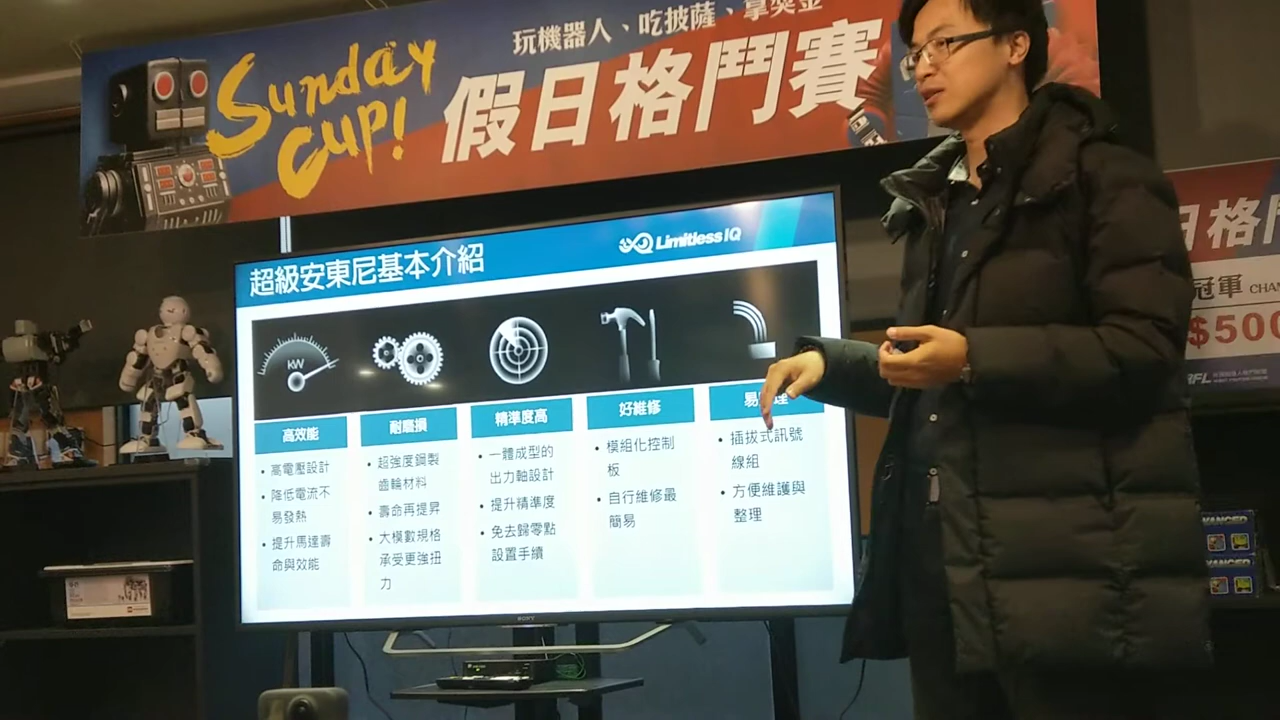 玩機器人、吃披薩、拿獎金
Sunday
Cup!
假日格鬥賽
超級安東尼基本介紹
Limitless IQ
kW
高效能
• 高電壓設計
• 降低電流不
易發熱
• 提升馬達壽
命與效能
耐磨損
• 超強度鋼製
齒輪材料
• 壽命再提昇
• 大模數規格
承受更強扭
力
精準度高
• 一體成型的
出力軸設計
• 提升精準度
• 免去歸零點
設置手續
好維修
• 模組化控制
板
• 自行維修最
簡易
易
理
• 插拔式訊號
線組
• 方便維護與
整理
SONY
日格鬥
冠軍 CHAN
$500
RFL
VANCED
VANCED